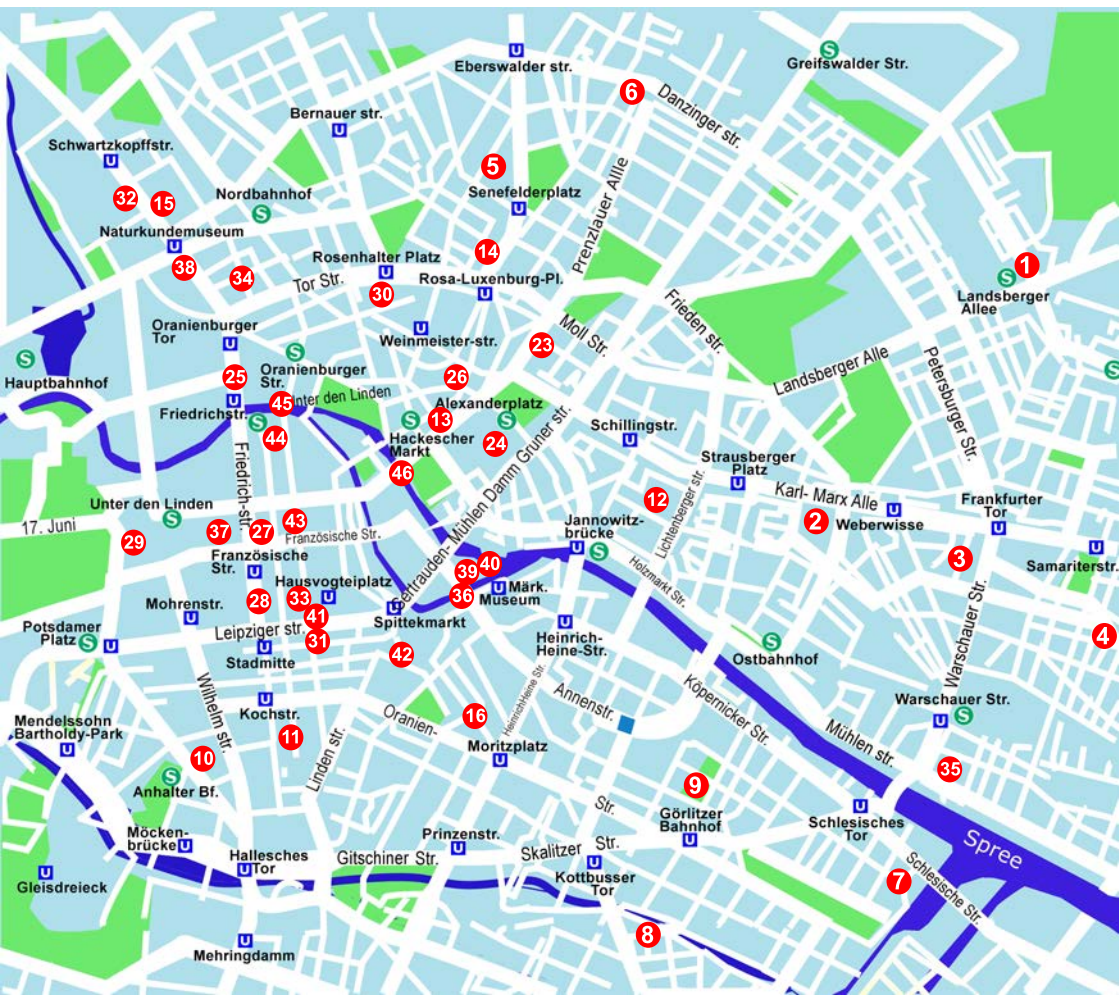 U
Eberswalder str.
S
Greifswalder Str.
6
Danzinger str.
Bernauer str.
U
Schwartzkopffstr.
U
5
Senefelderplatz
U
32
15
Nordbahnhof
S
Prenzlauer Allle
Naturkundemuseum
U
38
34
Rosenhalter Platz
U
14
1
S
Landsberger
Allee
Tor Str.
30
Rosa-Luxenburg-Pl.
U
Frieden str.
Oranienburger
Tor
U
U
Weinmeister-str.
Moll Str.
23
Landsberger Alle
Petersburger Str.
S
Hauptbahnhof
S
Oranienburger
Str.
25
26
S
U
Friedrichstr.
45
Unter den Linden
Alexanderplatz
S
13
S
44
Hackescher
Markt
24
Schillingstr.
U
Friedrich-str.
46
Strausberger
Platz
U
Gertrauden- Mühlen Damm Gruner str.
Lichtenberger str.
12
Karl- Marx Alle
U
Weberwisse
2
Frankfurter
Tor
U
Unter den Linden
S
17. Juni
29
37
27
43
Französische Str.
Jannowitz-
brücke
U
S
3
U
Samariterstr.
Französische
Str.
U
39
40
Holzmarkt Str.
Hausvogteiplatz
U
28
33
36
U
Märk.
Museum
Mohrenstr.
U
41
U
Spittekmarkt
Warschauer Str.
4
Potsdamer
Platz
S
U
Leipziger str.
31
U
Stadmitte
42
U
Heinrich-
Heine-Str.
S
Ostbahnhof
Wilhelm str.
U
Kochstr.
HeinrichHeine Str.
Annenstr.
Köpernicker Str.
Warschauer Str.
U
S
Mendelssohn
Bartholdy-Park
U
11
Linden str.
Oranien-
16
Moritzplatz
U
Mühlen str.
10
S
Anhalter Bf.
9
35
Str.
Görlitzer
Bahnhof
U
U
Schlesisches
Tor
Möcken-
brücke
U
Prinzenstr.
U
Skalitzer
Str.
Spree
Hallesches
Tor
U
Gitschiner Str.
U
Kottbusser
Tor
U
Gleisdreieck
7
Schlesische Str.
8
U
Mehringdamm